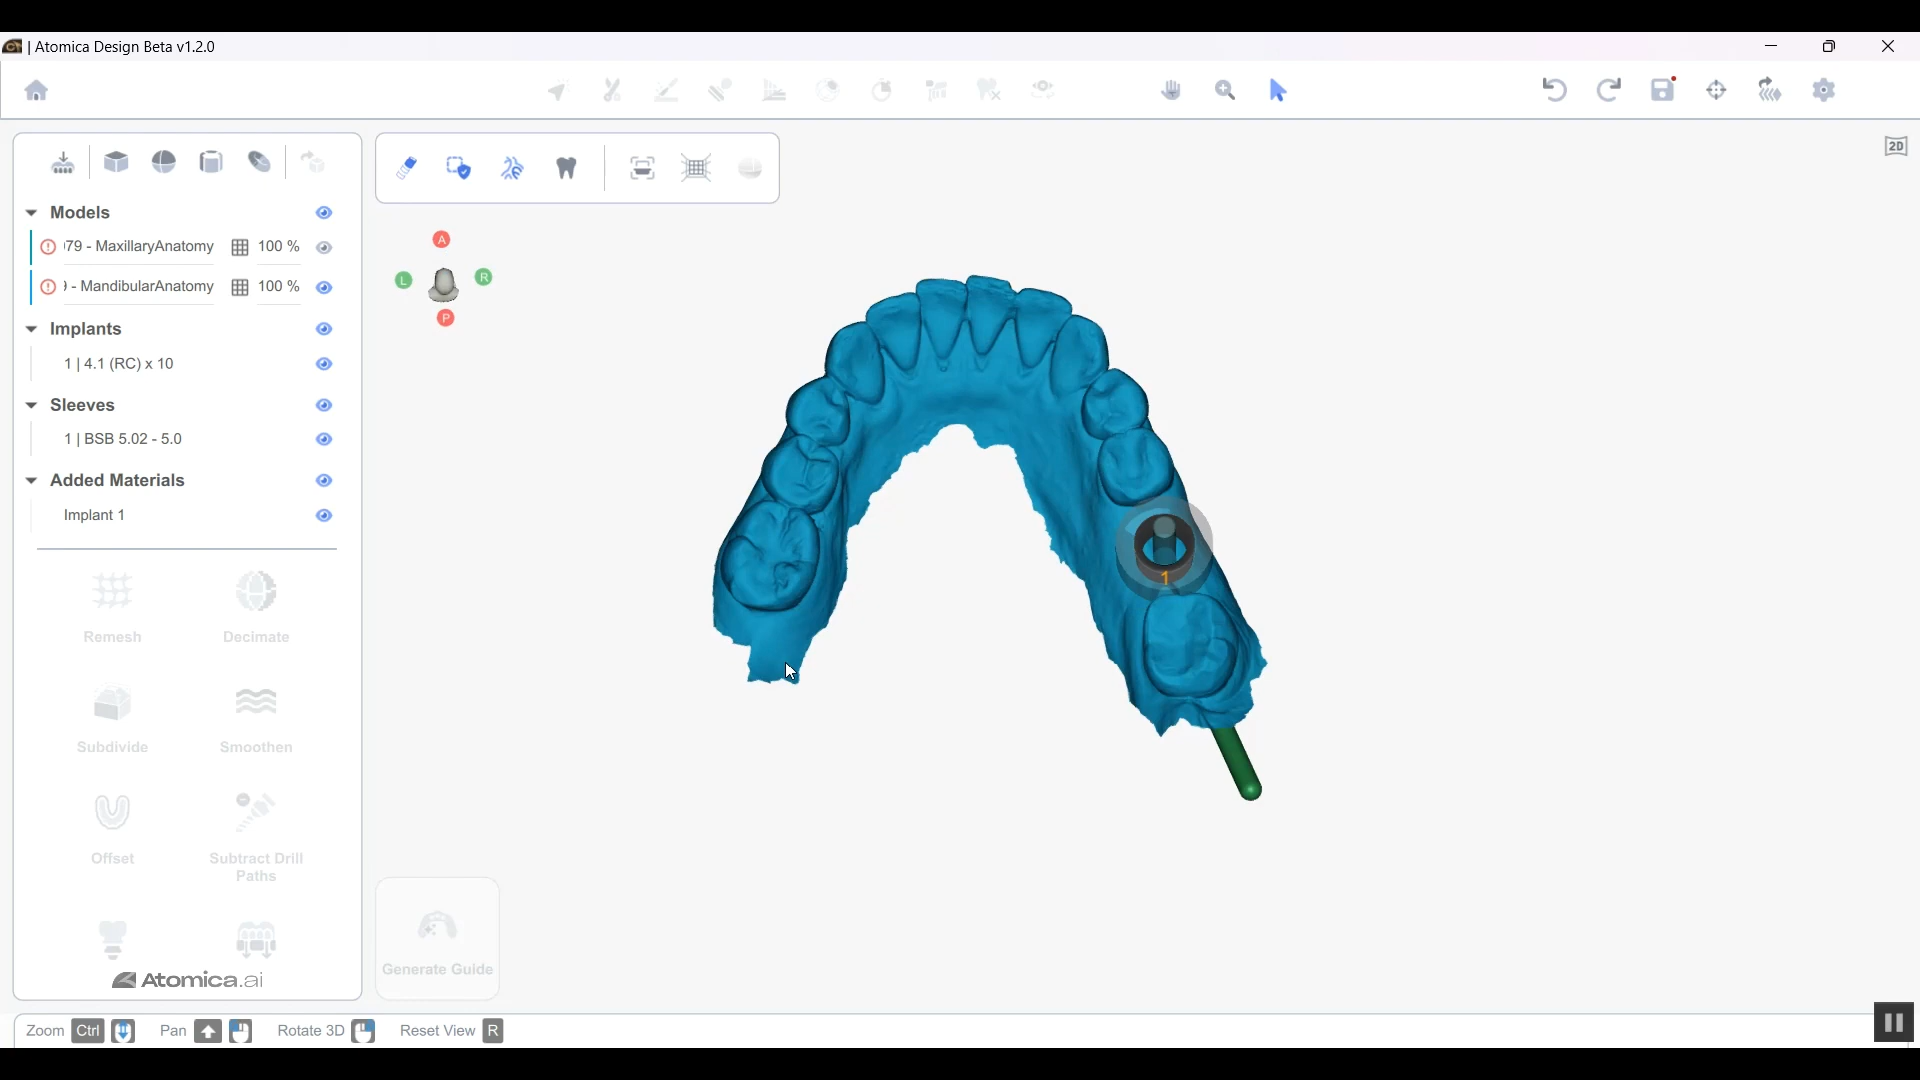 | Atomica Design Beta v1.2.0
2D
Models
79 - MaxillaryAnatomy 100 %
- MandibularAnatomy 100 %
Implants
1 | 4.1 (RC) x 10
Sleeves
1 | BSB 5.02 - 5.0
Added Materials
Implant 1
A
L
R
P
1
Remesh
Decimate
Subdivide
Smoothen
Offset
Subtract Drill
Paths
Atomica.ai
Generate Guide
Zoom Ctrl Pan Rotate 3D Reset View R